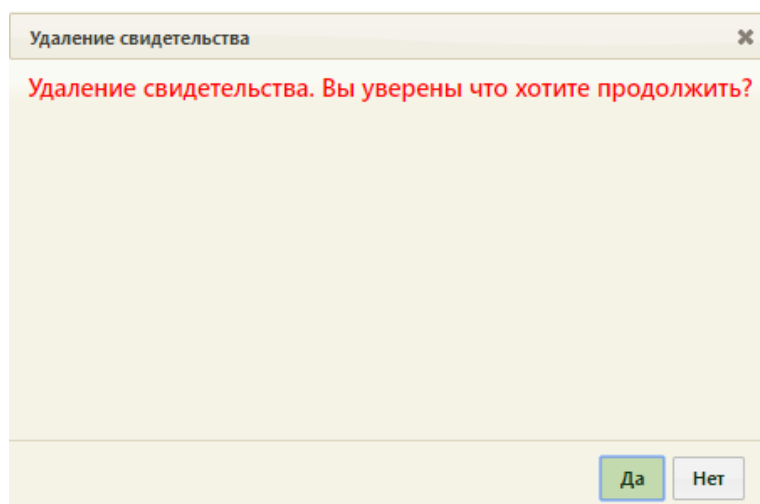 Удаление свидетельства
Удаление свидетельства. Вы уверены что хотите продолжить?
Да Нет